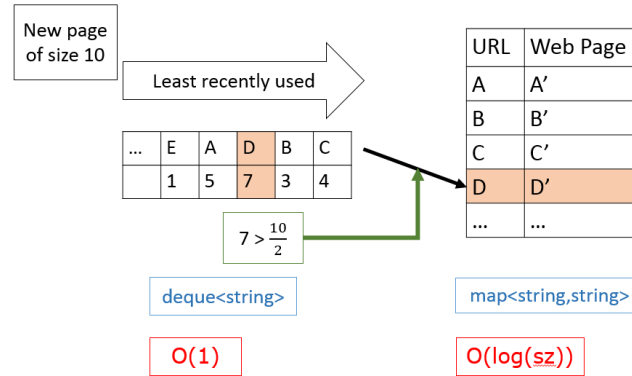 New page
of size 10
Least recently used
URL Web Page
A A’
B B’
C C’
D D’
... ...
... E A D B C
1 5 7 3 4
7 > 10/2
deque<string>
map<string,string>
O(1)
O(log(sz))